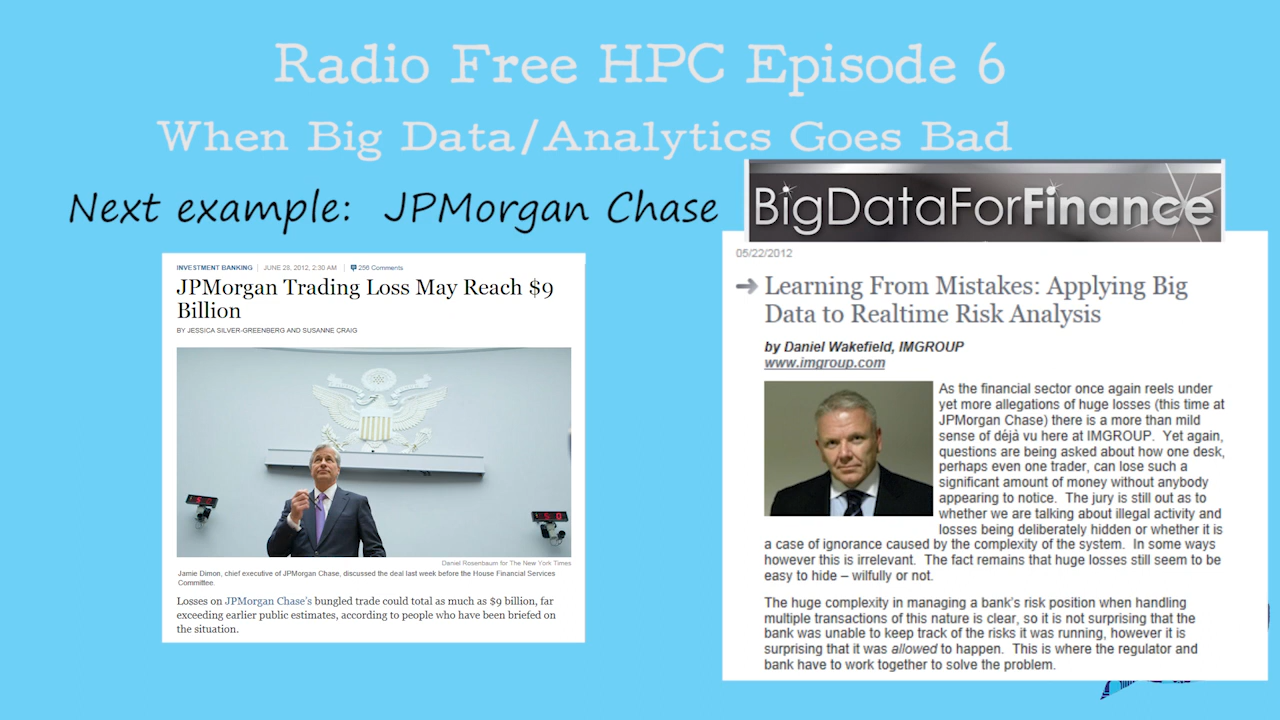 Radio Free HPC Episode 6
When Big Data/Analytics Goes Bad
Next example: JPMorgan Chase
INVESTMENT BANKING | JUNE 28, 2012, 2:30 AM | 256 Comments
JPMorgan Trading Loss May Reach $9
Billion
BY JESSICA SILVER-GREENBERG AND SUSANNE CRAIG
Daniel Rosenbaum for The New York Times
Jamie Dimon, chief executive of JPMorgan Chase, discussed the deal last week before the House Financial Services
Committee.
Losses on JPMorgan Chase's bungled trade could total as much as $9 billion, far
exceeding earlier public estimates, according to people who have been briefed on
the situation.
BigDataForFinance
05/22/2012
Learning From Mistakes: Applying Big
Data to Realtime Risk Analysis
by Daniel Wakefield, IMGROUP
www.imgroup.com
As the financial sector once again reels under
yet more allegations of huge losses (this time at
JPMorgan Chase) there is a more than mild
sense of déjà vu here at IMGROUP. Yet again,
questions are being asked about how one desk,
perhaps even one trader, can lose such a
significant amount of money without anybody
appearing to notice. The jury is still out as to
whether we are talking about illegal activity and
losses being deliberately hidden or whether it is
a case of ignorance caused by the complexity of the system. In some ways
however this is irrelevant. The fact remains that huge losses still seem to be
easy to hide – wilfully or not.
The huge complexity in managing a bank's risk position when handling
multiple transactions of this nature is clear, so it is not surprising that the
bank was unable to keep track of the risks it was running, however it is
surprising that it was allowed to happen. This is where the regulator and
bank have to work together to solve the problem.